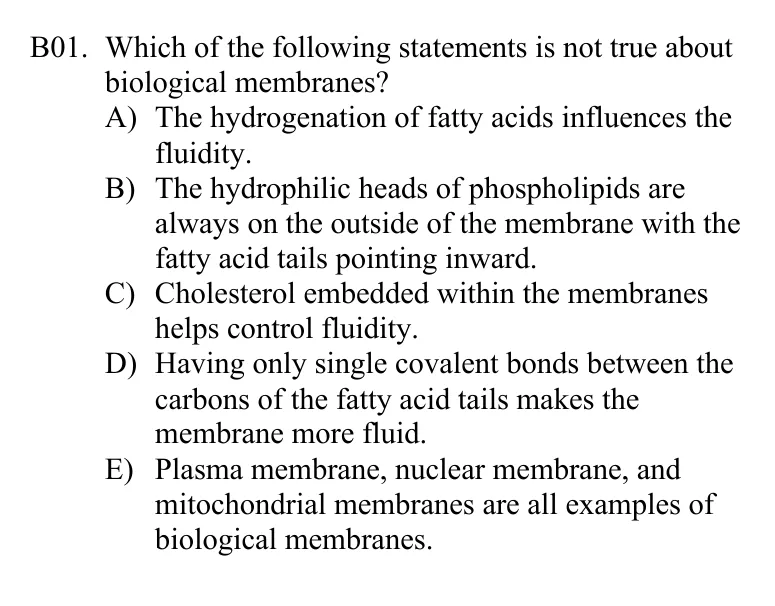 B01. Which of the following statements is not true about
biological membranes?
A) The hydrogenation of fatty acids influences the
fluidity.
B) The hydrophilic heads of phospholipids are
always on the outside of the membrane with the
fatty acid tails pointing inward.
C) Cholesterol embedded within the membranes
helps control fluidity.
D) Having only single covalent bonds between the
carbons of the fatty acid tails makes the
membrane more fluid.
E) Plasma membrane, nuclear membrane, and
mitochondrial membranes are all examples of
biological membranes.